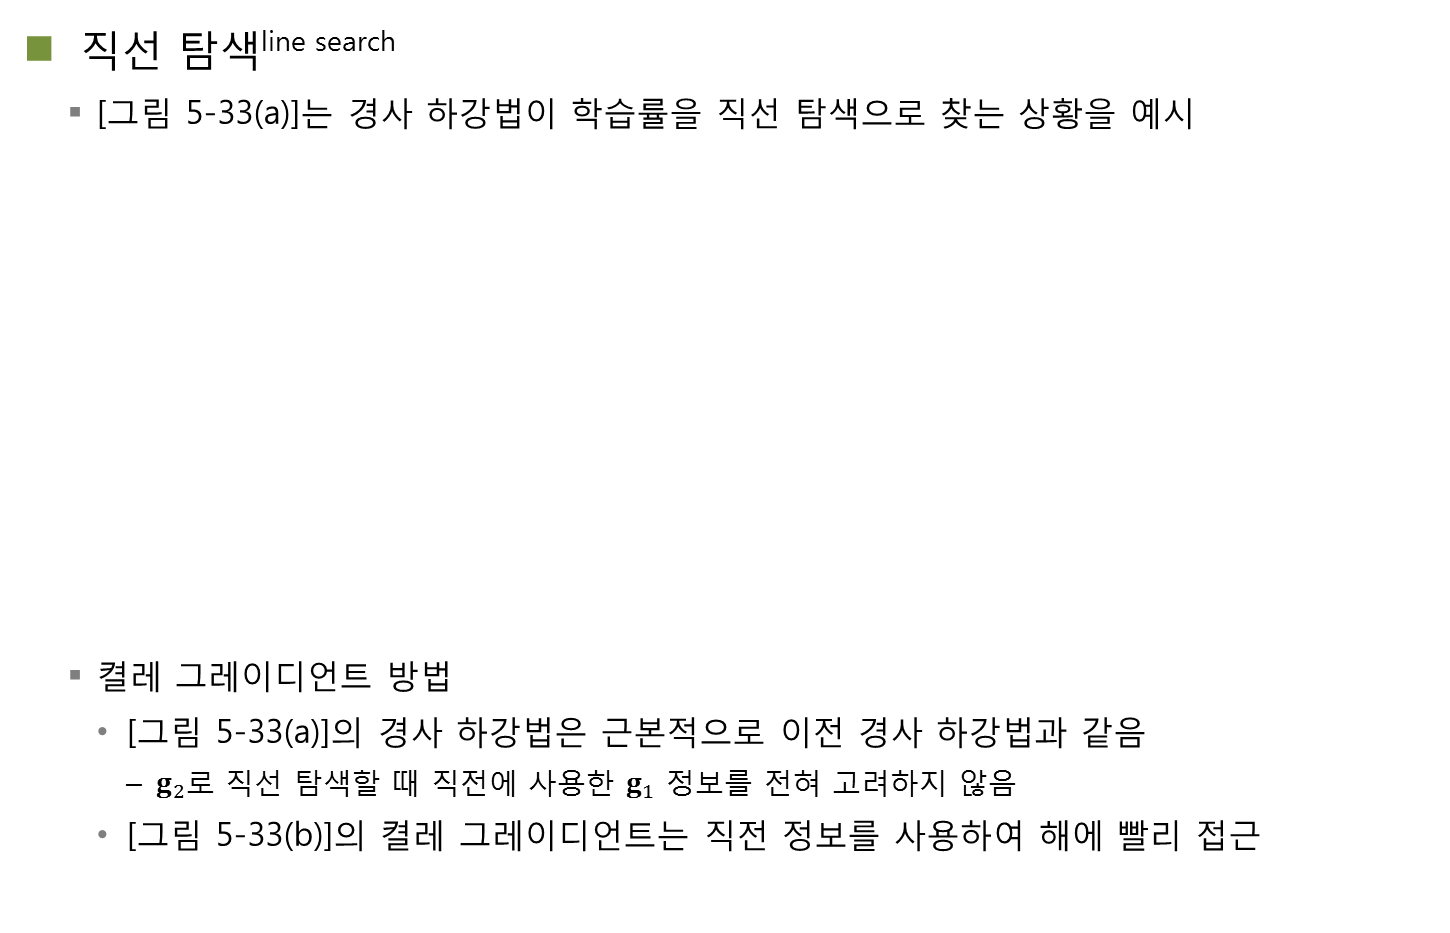 직선 탐색line search
[그림 5-33(a)]는 경사 하강법이 학습률을 직선 탐색으로 찾는 상황을 예시
켤레 그레이디언트 방법
[그림 5-33(a)]의 경사 하강법은 근본적으로 이전 경사 하강법과 같음
– g₂로 직선 탐색할 때 직전에 사용한 g₁ 정보를 전혀 고려하지 않음
[그림 5-33(b)]의 켤레 그레이디언트는 직전 정보를 사용하여 해에 빨리 접근